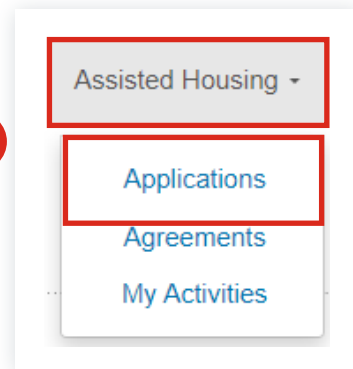 Assisted Housing
Applications
Agreements
My Activities